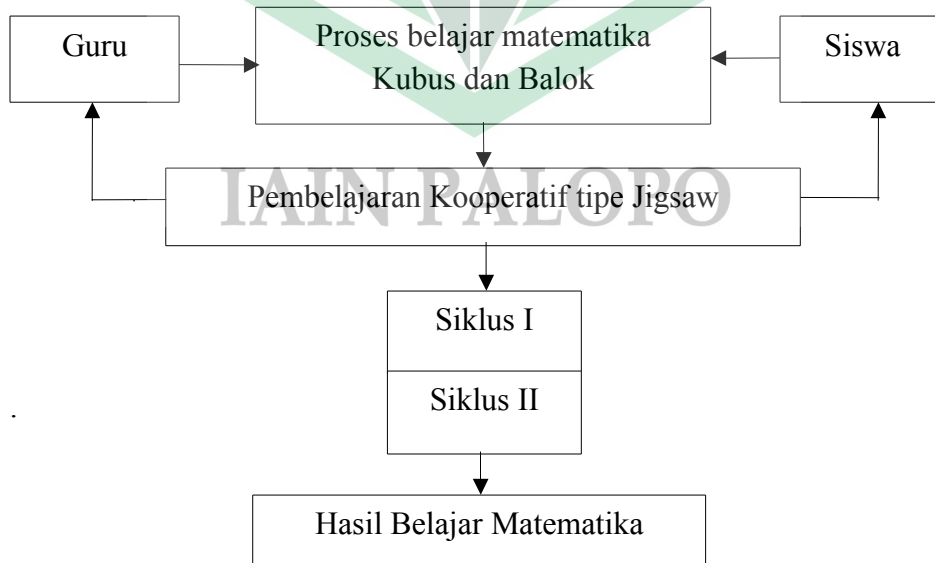 Guru
Proses belajar matematika
Kubus dan Balok
Siswa
Pembelajaran Kooperatif tipe Jigsaw
IAIN PALOPO
Siklus I
Siklus II
.
Hasil Belajar Matematika